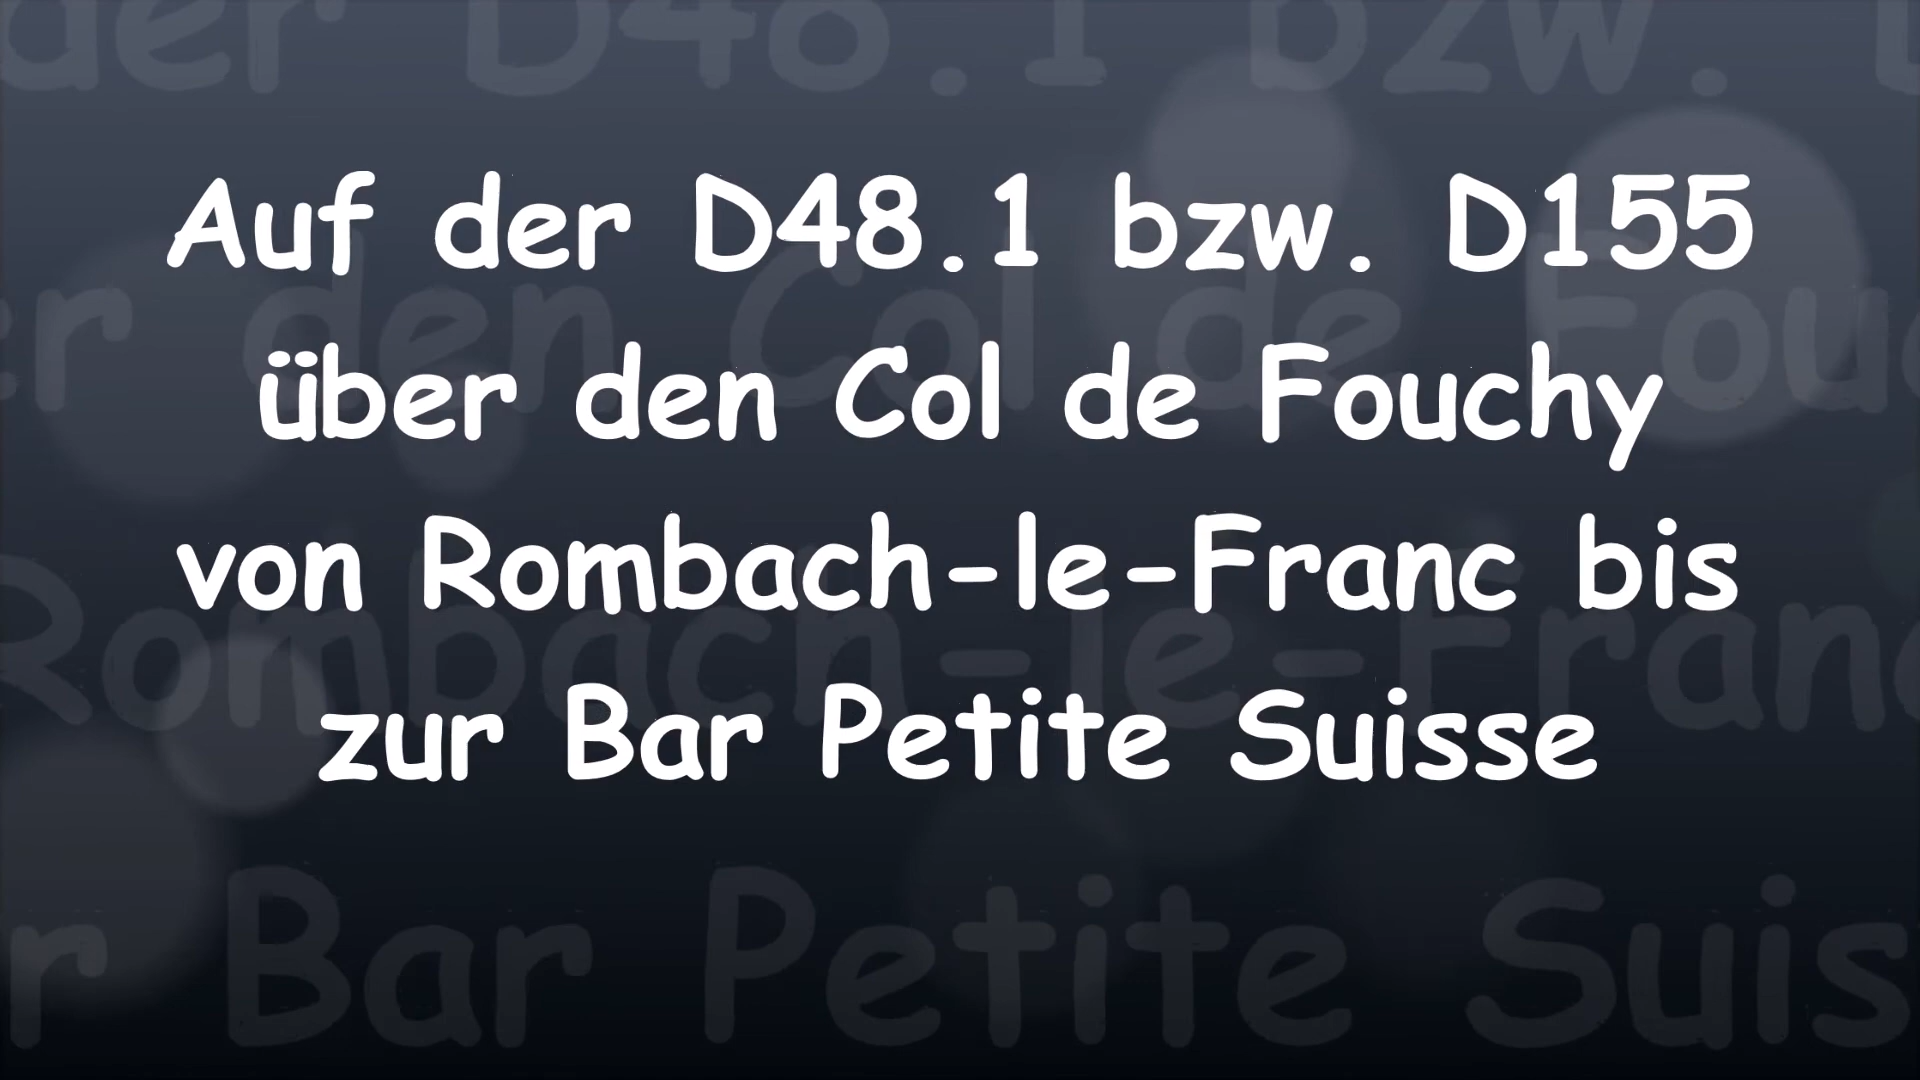 Auf der D48.1 bzw. D155
über den Col de Fouchy
von Rombach-le-Franc bis
zur Bar Petite Suisse